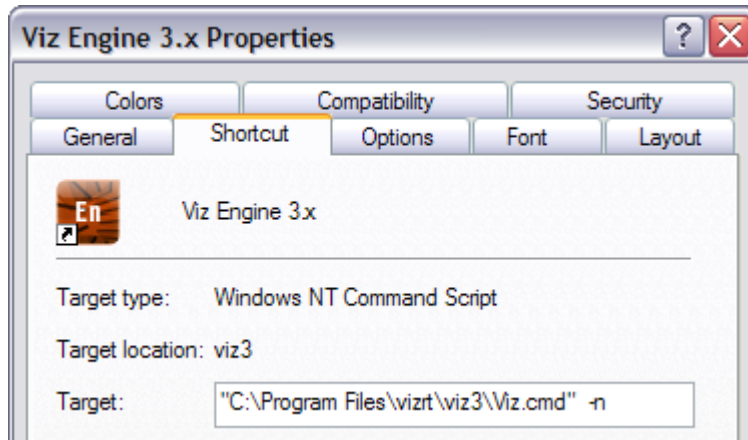 Viz Engine 3.x Properties
?
Colors Compatibility Security
General Shortcut Options Font Layout
En Viz Engine 3.x
Target type: Windows NT Command Script
Target location: viz3
Target: "C:\Program Files\vizrt\viz3\Viz.cmd" -n